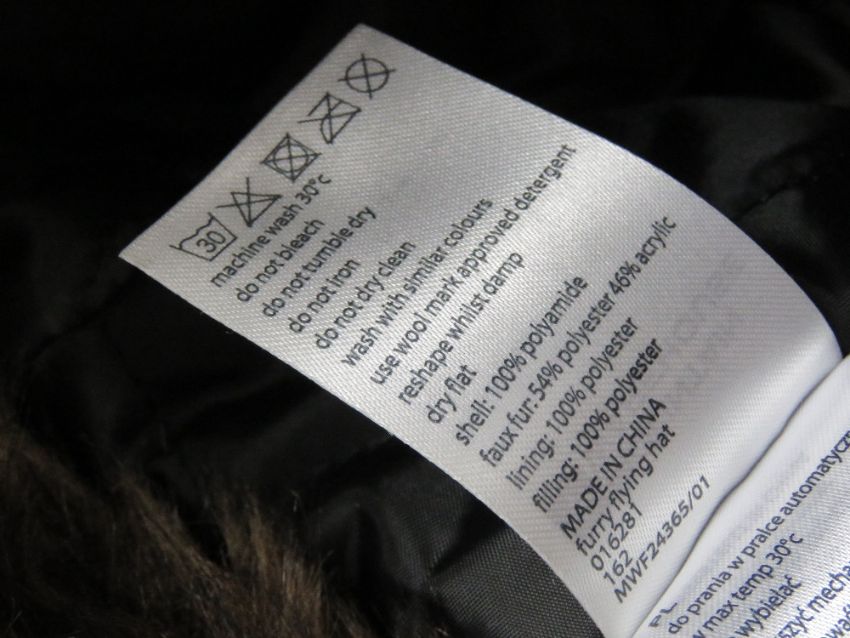 30
machine wash 30°c
do not bleach
do not tumble dry
do not iron
do not dry clean
wash with similar colours
use wool mark approved detergent
reshape whilst damp
dry flat
shell: 100% polyamide
faux fur: 54% polyester 46% acrylic
lining: 100% polyester
filling: 100% polyester
MADE IN CHINA
furry flying hat
016281
162
MWF24365/01
PL
do prania w pralce automatyczn
max temp 30°c
wybielać